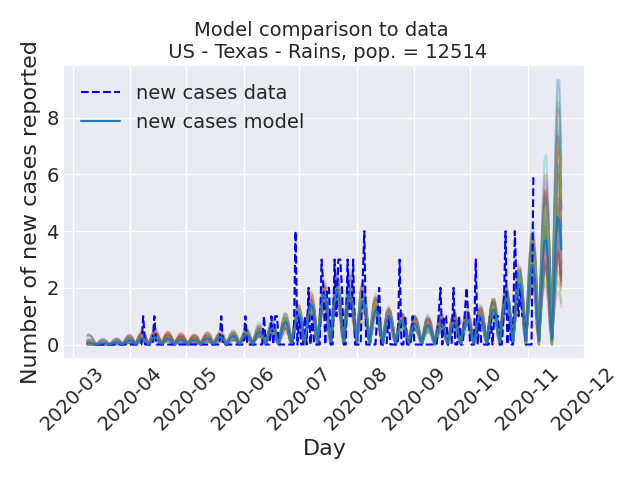 Model comparison to data
US - Texas - Rains, pop. = 12514
Number of new cases reported
new cases data
new cases model
8
6
4
2
0
2020-03
2020-04
2020-05
2020-06
2020-07
2020-08
2020-09
2020-10
2020-11
2020-12
Day